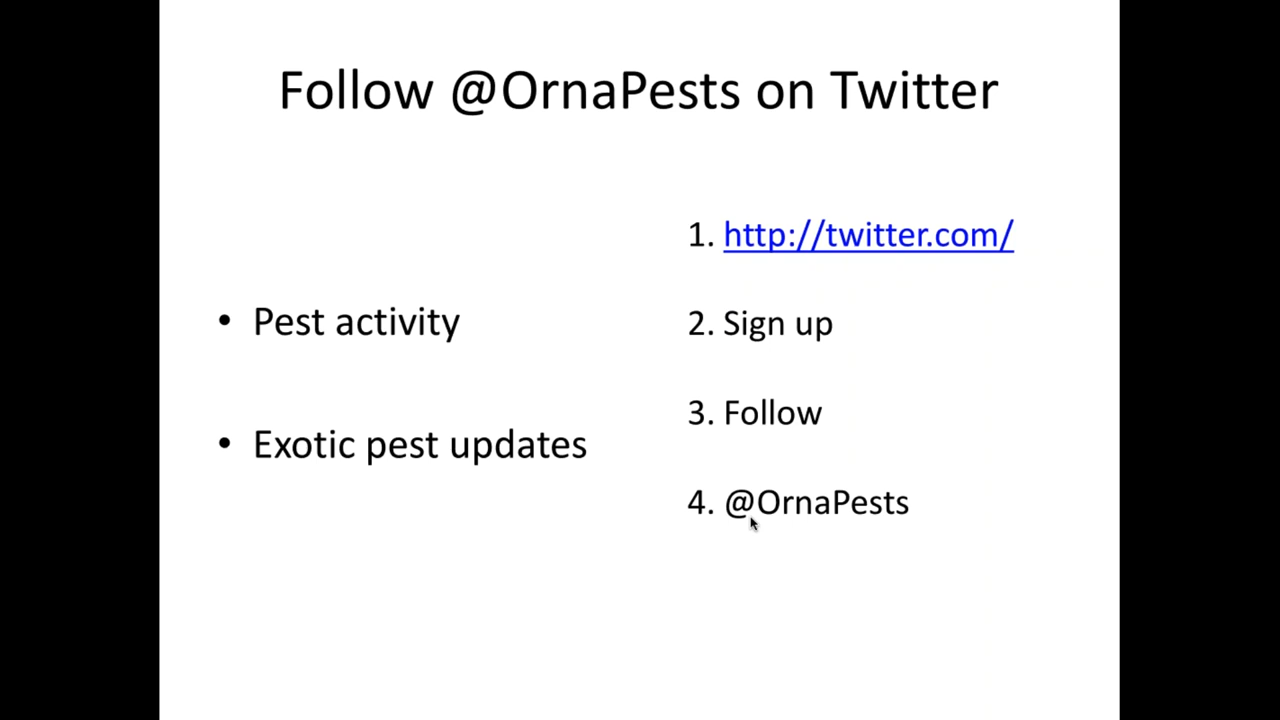 Follow @OrnaPests on Twitter
• Pest activity
• Exotic pest updates
1. http://twitter.com/
2. Sign up
3. Follow
4. @OrnaPests